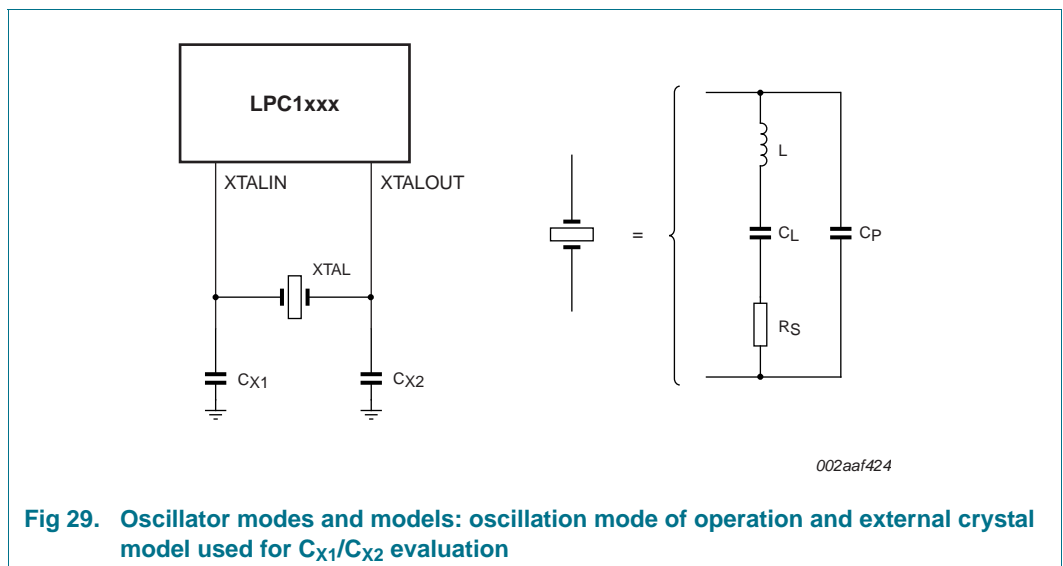 LPC1xxx
XTALIN
XTALOUT
XTAL
CX1
CX2
=
L
CL
CP
RS
002aaf424
Fig 29. Oscillator modes and models: oscillation mode of operation and external crystal
model used for CX1/CX2 evaluation